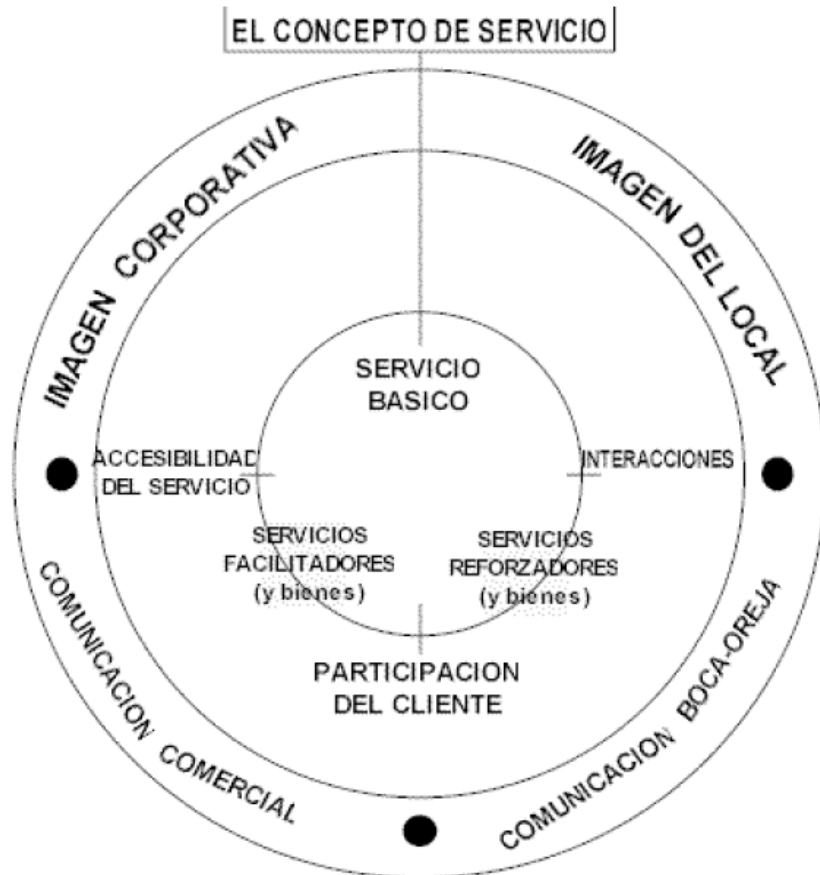 EL CONCEPTO DE SERVICIO
IMAGEN CORPORATIVA
IMAGEN DEL LOCAL
SERVICIO
BASICO
ACCESIBILIDAD
DEL SERVICIO
INTERACCIONES
SERVICIOS
FACILITADORES
(y bienes)
SERVICIOS
REFORZADORES
(y bienes)
PARTICIPACION
DEL CLIENTE
COMUNICACION COMERCIAL
COMUNICACION BOCA-OREJA